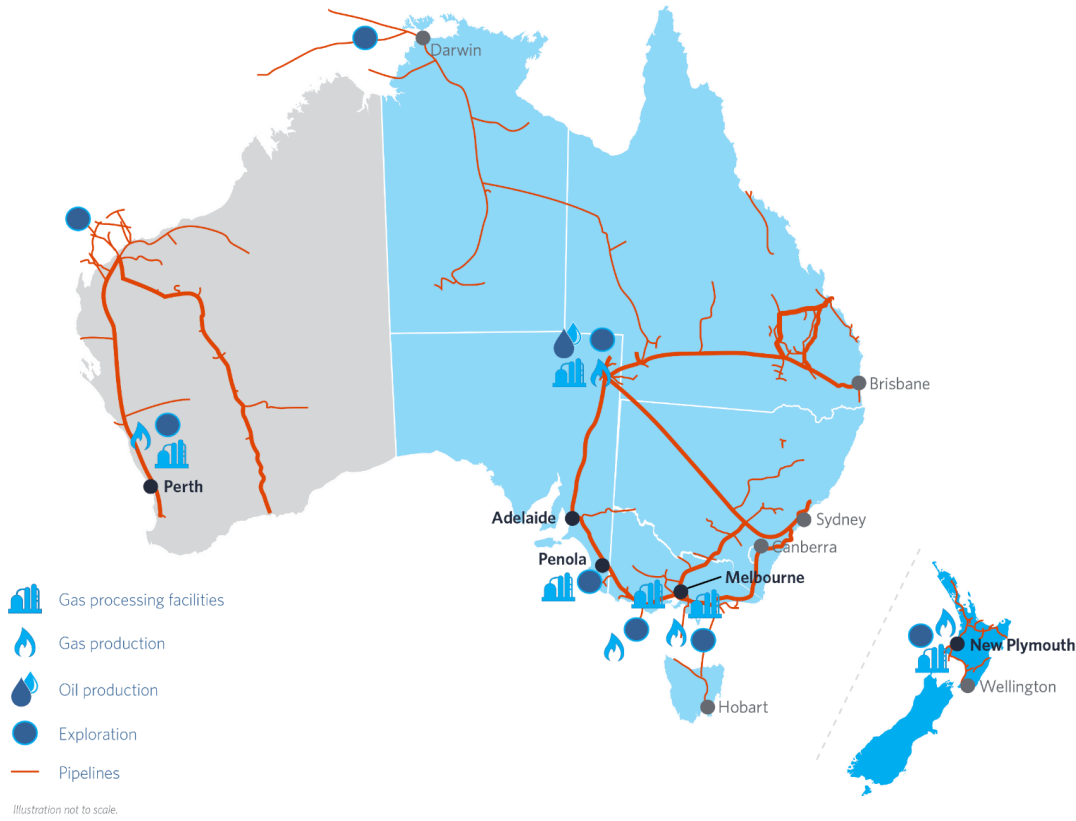 Darwin
Brisbane
Perth
Adelaide
Sydney
Canberra
Penola
Melbourne
Gas processing facilities
Gas production
New Plymouth
Oil production
Wellington
Hobart
Exploration
Pipelines
Illustration not to scale.